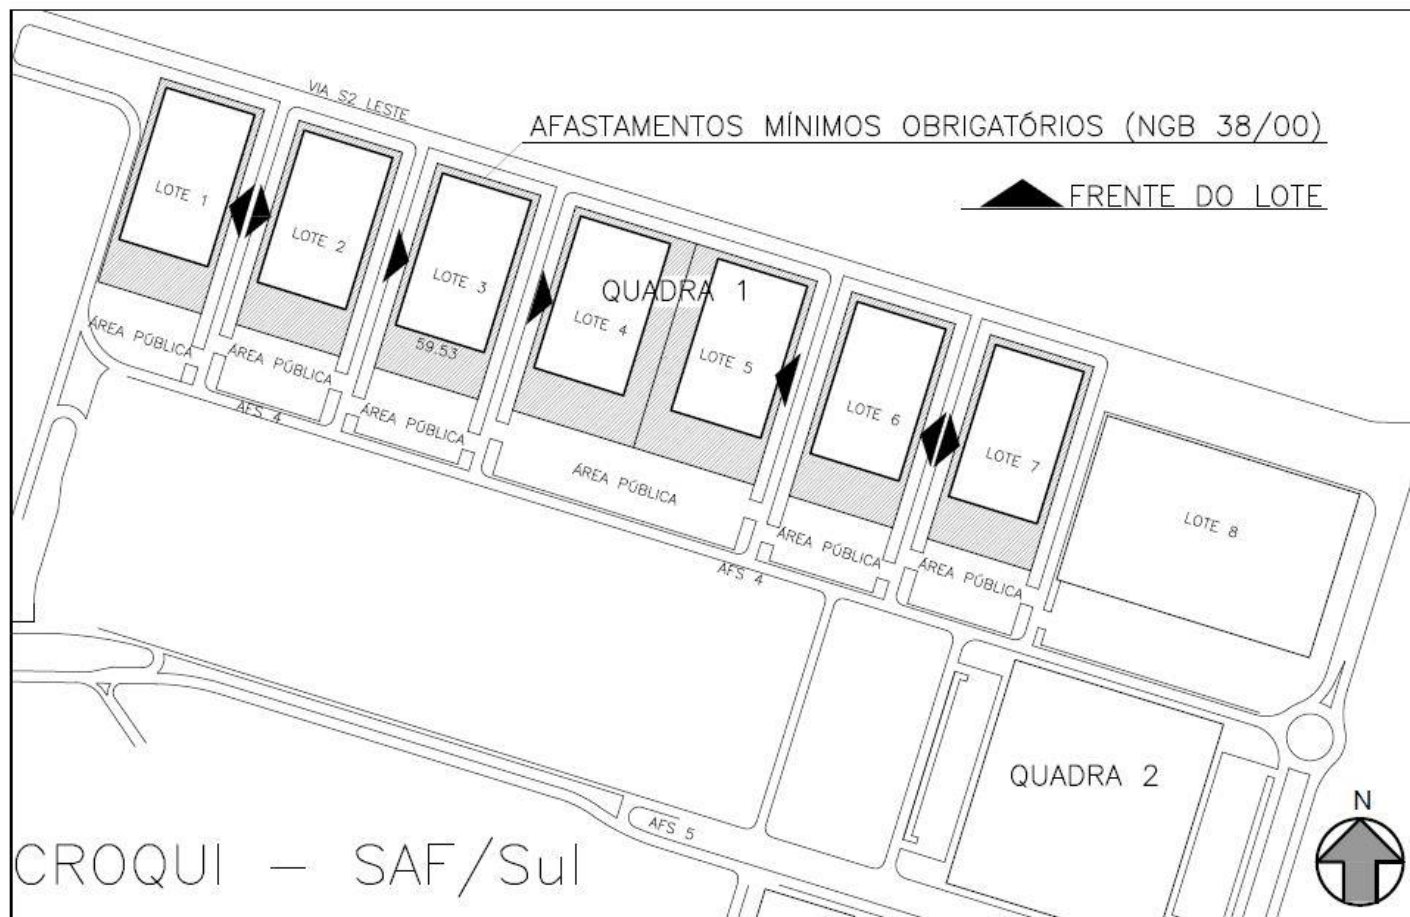 VIA S2 LESTE
AFASTAMENTOS MÍNIMOS OBRIGATÓRIOS (NGB 38/00)
FRENTE DO LOTE
LOTE 1
LOTE 2
LOTE 3
LOTE 4
QUADRA 1
LOTE 5
LOTE 6
LOTE 7
LOTE 8
59.53
ÁREA PÚBLICA
ÁREA PÚBLICA
ÁREA PÚBLICA
ÁREA PÚBLICA
ÁREA PÚBLICA
ÁREA PÚBLICA
AFS 4
AFS 4
QUADRA 2
AFS 5
N
CROQUI – SAF/Sul